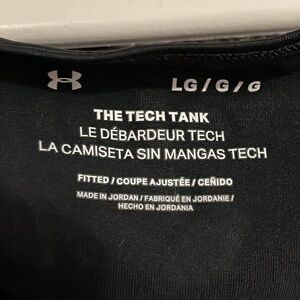 LG / G / G
THE TECH TANK
LE DÉBARDEUR TECH
LA CAMISETA SIN MANGAS TECH
FITTED / COUPE AJUSTÉE / CEÑIDO
MADE IN JORDAN / FABRIQUÉ EN JORDANIE /
HECHO EN JORDANIA